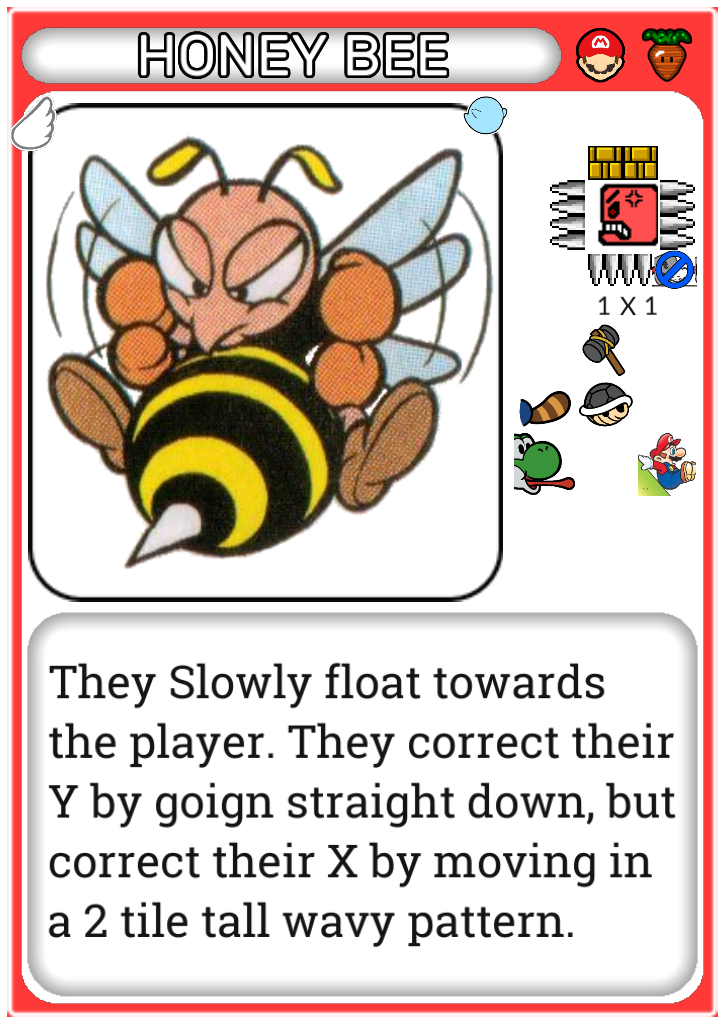 HONEY BEE
M
1 X 1
They Slowly float towards
the player. They correct their
Y by goign straight down, but
correct their X by moving in
a 2 tile tall wavy pattern.